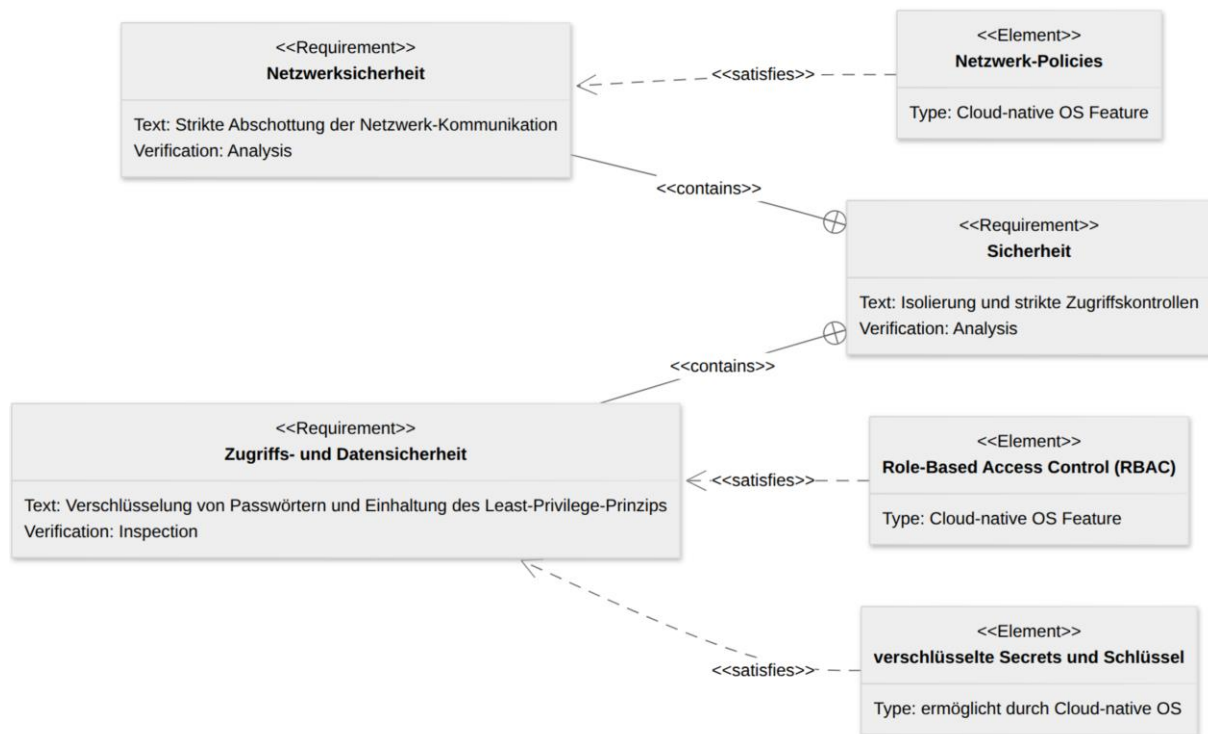 <<Requirement>>
Netzwerksicherheit
Text: Strikte Abschottung der Netzwerk-Kommunikation
Verification: Analysis
<<satisfies>>
<<Element>>
Netzwerk-Policies
Type: Cloud-native OS Feature
<<contains>>
<<Requirement>>
Sicherheit
Text: Isolierung und strikte Zugriffskontrollen
Verification: Analysis
<<contains>>
<<Requirement>>
Zugriffs- und Datensicherheit
Text: Verschlüsselung von Passwörtern und Einhaltung des Least-Privilege-Prinzips
Verification: Inspection
<<satisfies>>
<<Element>>
Role-Based Access Control (RBAC)
Type: Cloud-native OS Feature
<<satisfies>>
<<Element>>
verschlüsselte Secrets und Schlüssel
Type: ermöglicht durch Cloud-native OS